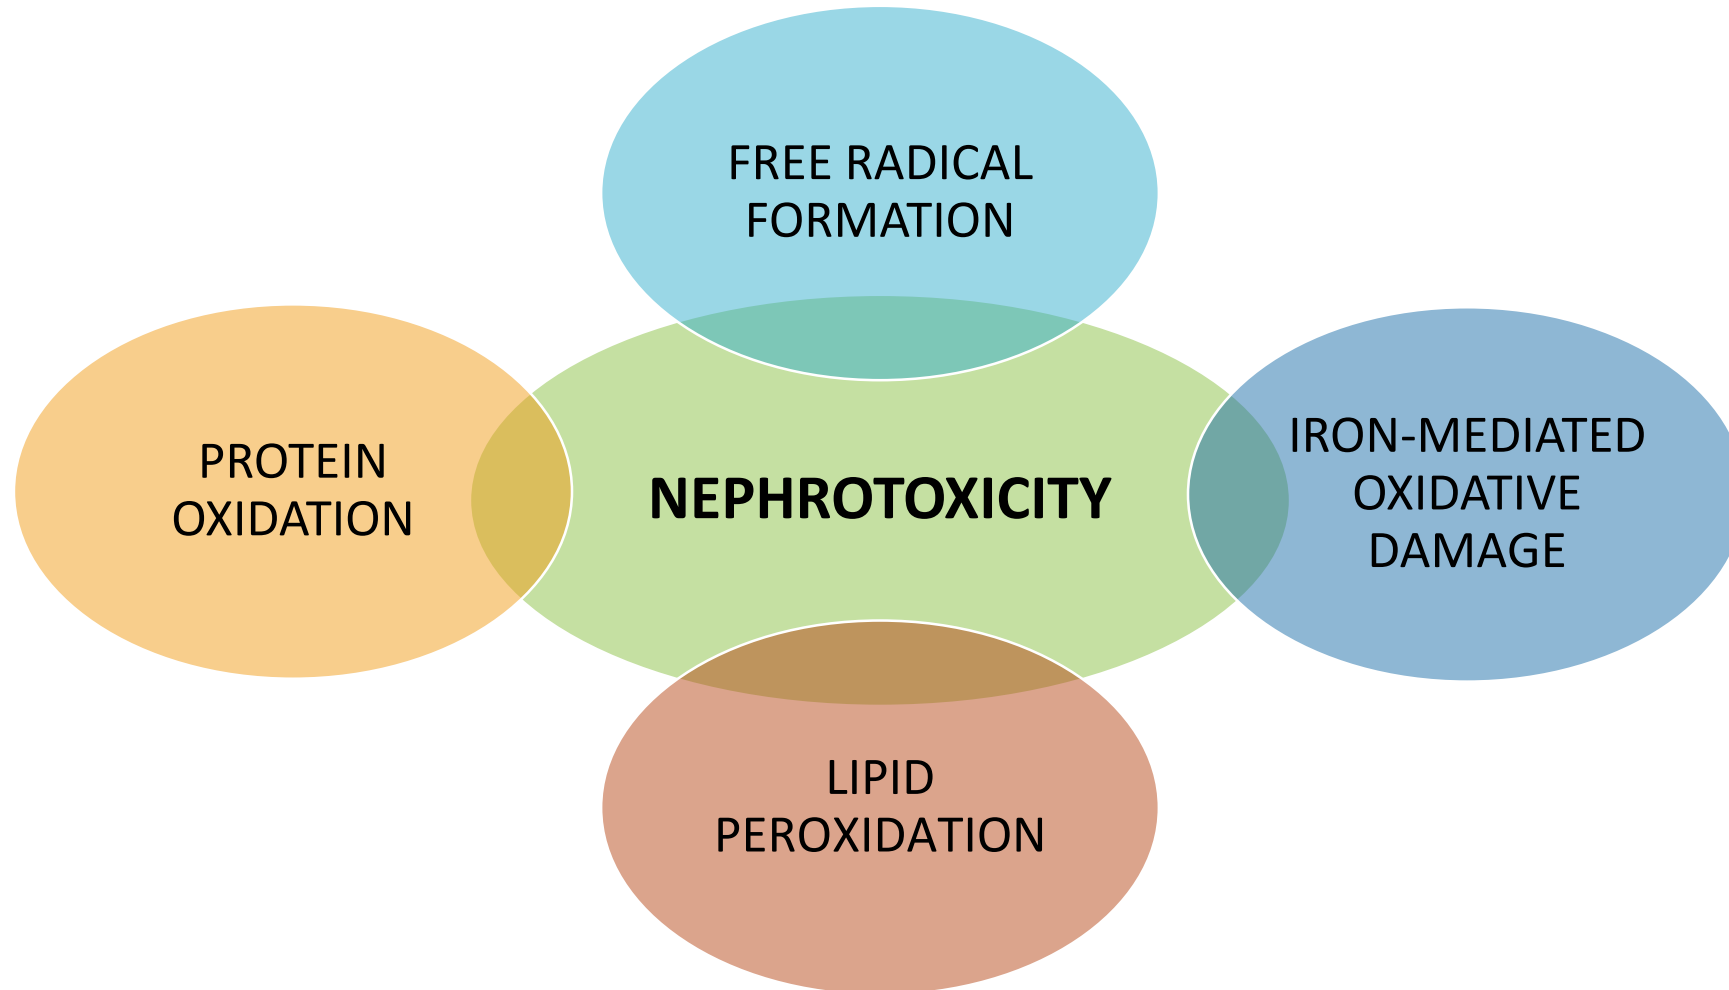 FREE RADICAL
FORMATION
PROTEIN
OXIDATION
NEPHROTOXICITY
IRON-MEDIATED
OXIDATIVE
DAMAGE
LIPID
PEROXIDATION